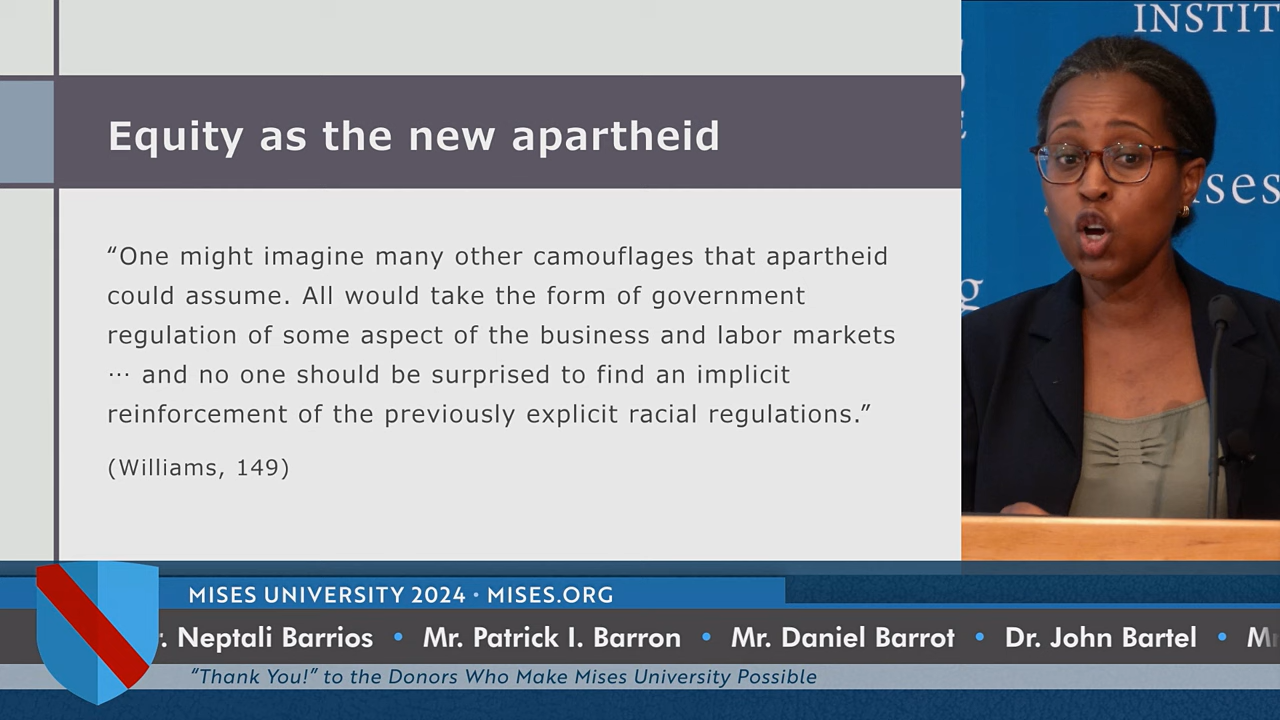 Equity as the new apartheid
“One might imagine many other camouflages that apartheid
could assume. All would take the form of government
regulation of some aspect of the business and labor markets
… and no one should be surprised to find an implicit
reinforcement of the previously explicit racial regulations.”
(Williams, 149)
INSTIT
ises
g
MISES UNIVERSITY 2024 • MISES.ORG
r. Neptali Barrios • Mr. Patrick I. Barron • Mr. Daniel Barrot • Dr. John Bartel • M
“Thank You!” to the Donors Who Make Mises University Possible